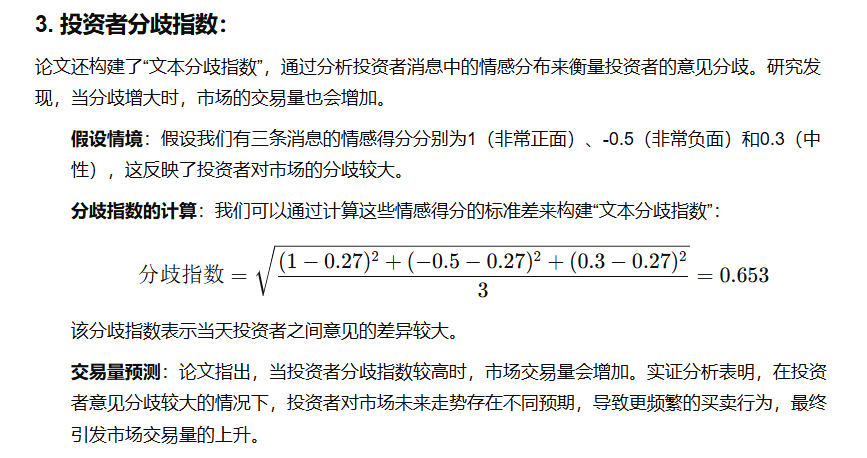 3. 投资者分歧指数：
论文还构建了“文本分歧指数”，通过分析投资者消息中的情感分布来衡量投资者的意见分歧。研究发
现，当分歧增大时，市场的交易量也会增加。
假设情境：假设我们有三条消息的情感得分分别为1（非常正面）、-0.5（非常负面）和0.3（中
性），这反映了投资者对市场的分歧较大。
分歧指数的计算：我们可以通过计算这些情感得分的标准差来构建“文本分歧指数”：
分歧指数 = √((1 − 0.27)² + (−0.5 − 0.27)² + (0.3 − 0.27)² / 3) = 0.653
该分歧指数表示当天投资者之间意见的差异较大。
交易量预测：论文指出，当投资者分歧指数较高时，市场交易量会增加。实证分析表明，在投资
者意见分歧较大的情况下，投资者对市场未来走势存在不同预期，导致更频繁的买卖行为，最终
引发市场交易量的上升。